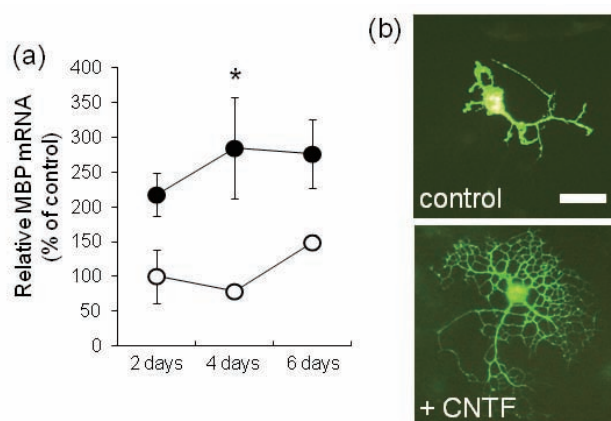 (a)
Relative MBP mRNA
(% of control)
400
350
300
250
200
150
100
50
0
*
2 days 4 days 6 days
(b)
control
+ CNTF